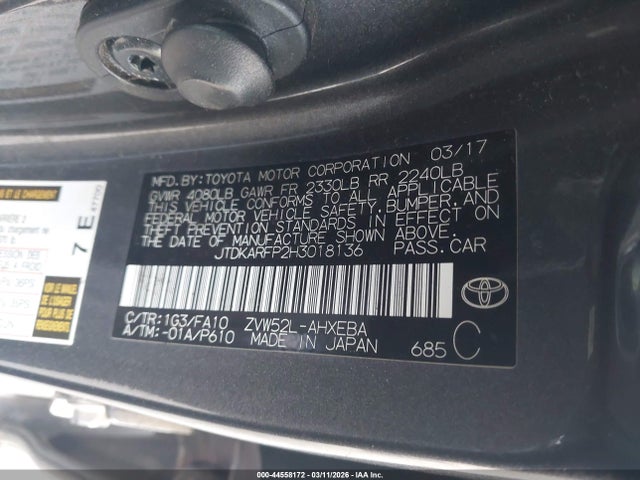 MFD. BY: TOYOTA MOTOR CORPORATION 03/17
GVWR 4080LB GAWR FR 2330LB RR 2240LB
THIS VEHICLE CONFORMS TO ALL APPLICABLE
FEDERAL MOTOR VEHICLE SAFETY, BUMPER, AND
THEFT PREVENTION STANDARDS IN EFFECT ON
THE DATE OF MANUFACTURE SHOWN ABOVE.
JTDKARFP2H3018136 PASS. CAR
C/TR: 1G3/FA10 ZVW52L-AHXEBA
A/TM: -01A/P610 MADE IN JAPAN 685 C
7 E
47700
000-44558172 - 03/11/2026 - IAA Inc.